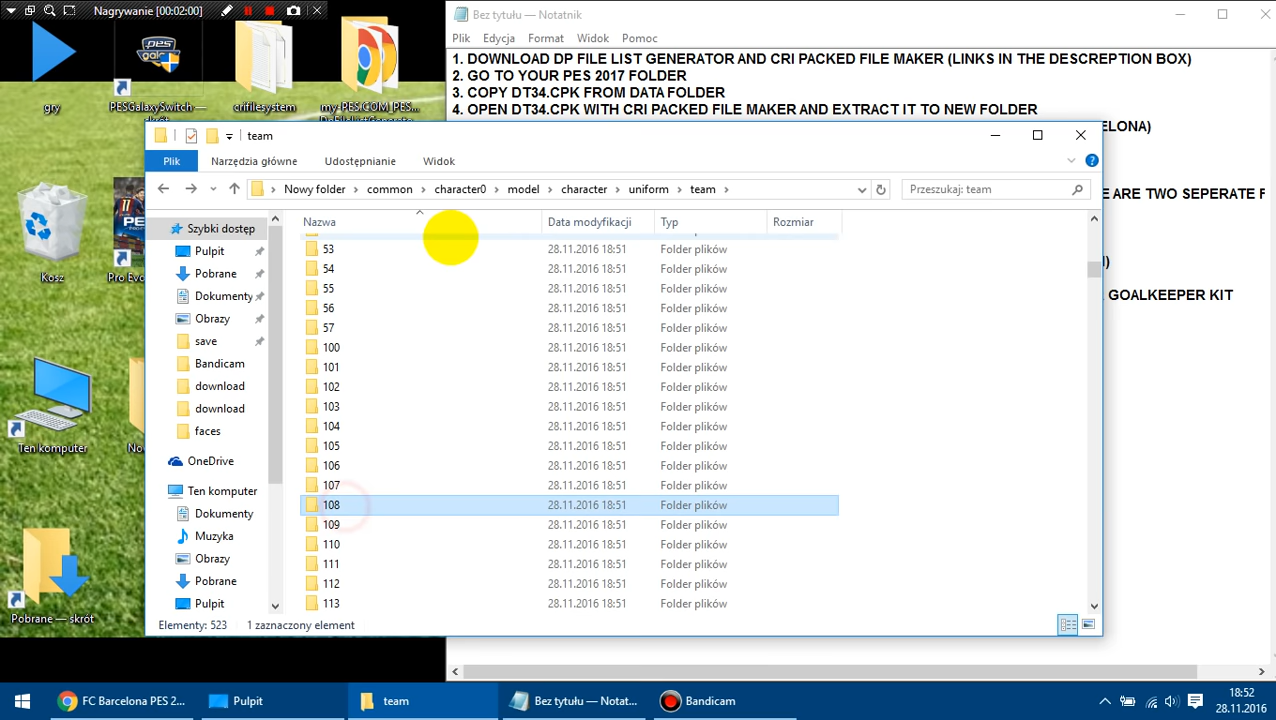 Nagrywanie [00:02:00]
gry
PESGalaxySwitch — skrót
crifilesystem
my-PES.COM_PES...
Kosz
Pro Evo
Ten komputer
No
Pobrane — skrót
Bez tytułu — Notatnik
Plik Edycja Format Widok Pomoc
1. DOWNLOAD DP FILE LIST GENERATOR AND CRI PACKED FILE MAKER (LINKS IN THE DESCREPTION BOX)
2. GO TO YOUR PES 2017 FOLDER
3. COPY DT34.CPK FROM DATA FOLDER
4. OPEN DT34.CPK WITH CRI PACKED FILE MAKER AND EXTRACT IT TO NEW FOLDER
ELONA)
E ARE TWO SEPERATE F
GOALKEEPER KIT
team
Plik Narzędzia główne Udostępnianie Widok
Nowy folder > common > character0 > model > character > uniform > team >
Przeszukaj: team
Nazwa Data modyfikacji Typ Rozmiar
Szybki dostęp
Pulpit
Pobrane
Dokumenty
Obrazy
save
Bandicam
download
download
faces
OneDrive
Ten komputer
Dokumenty
Muzyka
Obrazy
Pobrane
Pulpit
53 28.11.2016 18:51 Folder plików
54 28.11.2016 18:51 Folder plików
55 28.11.2016 18:51 Folder plików
56 28.11.2016 18:51 Folder plików
57 28.11.2016 18:51 Folder plików
100 28.11.2016 18:51 Folder plików
101 28.11.2016 18:51 Folder plików
102 28.11.2016 18:51 Folder plików
103 28.11.2016 18:51 Folder plików
104 28.11.2016 18:51 Folder plików
105 28.11.2016 18:51 Folder plików
106 28.11.2016 18:51 Folder plików
107 28.11.2016 18:51 Folder plików
108 28.11.2016 18:51 Folder plików
109 28.11.2016 18:51 Folder plików
110 28.11.2016 18:51 Folder plików
111 28.11.2016 18:51 Folder plików
112 28.11.2016 18:51 Folder plików
113 28.11.2016 18:51 Folder plików
Elementy: 523 1 zaznaczony element
FC Barcelona PES 2...
Pulpit
team
Bez tytułu — Notat...
Bandicam
18:52
28.11.2016